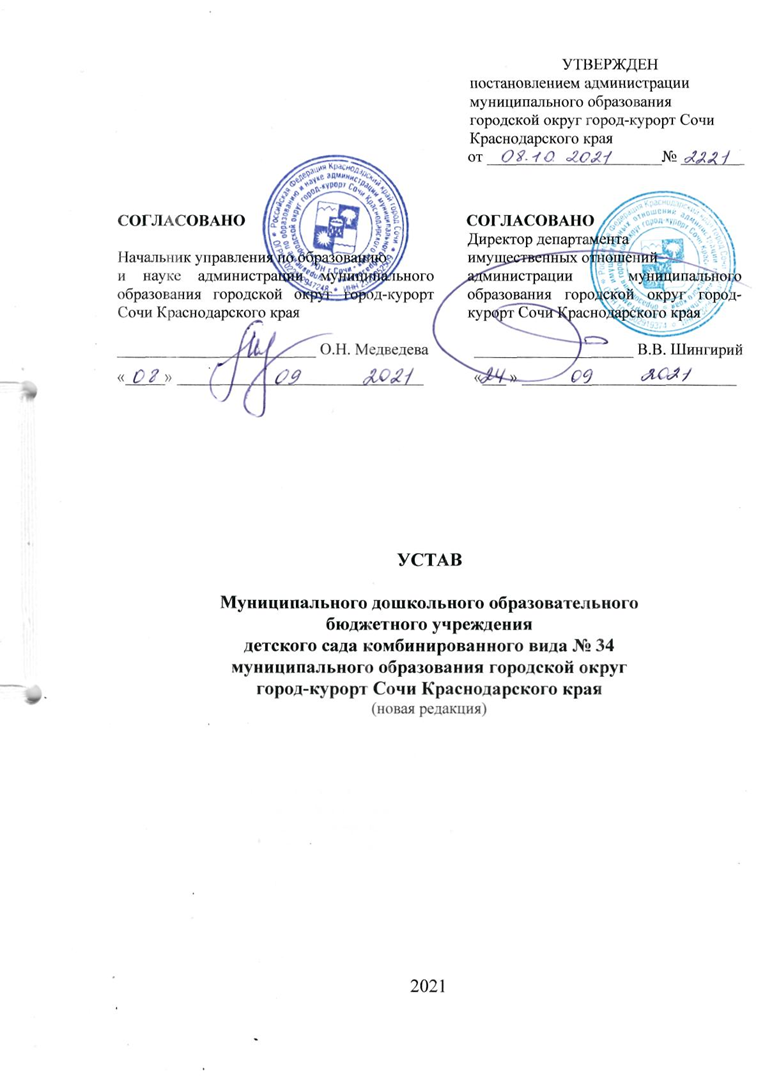 УТВЕРЖДЕН
постановлением администрации
муниципального образования
городской округ город-курорт Сочи
Краснодарского края
от 08.10 2021 № 2221
СОГЛАСОВАНО
Начальник управления по образованию
и науке администрации муниципального
образования городской округ город-курорт
Сочи Краснодарского края
О.Н. Медведева
«08» 09 2021
СОГЛАСОВАНО
Директор департамента
имущественных отношений
администрации муниципального
образования городской округ город-
курорт Сочи Краснодарского края
В.В. Шингирий
«24» 09 2021
УСТАВ
Муниципального дошкольного образовательного
бюджетного учреждения
детского сада комбинированного вида № 34
муниципального образования городской округ
город-курорт Сочи Краснодарского края
(новая редакция)
2021